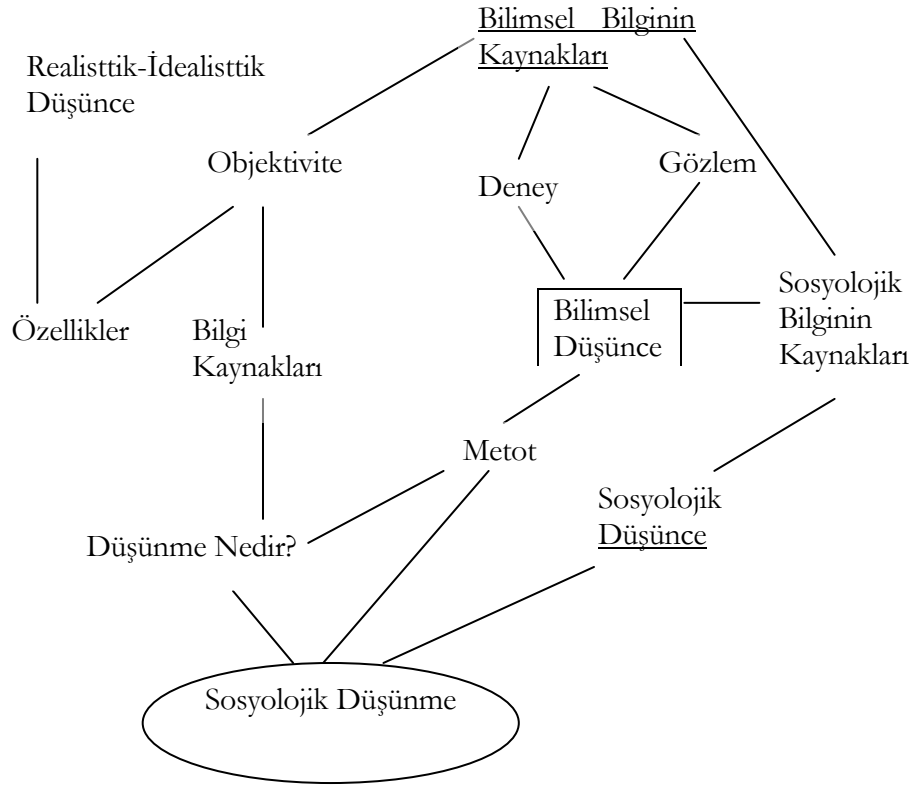 Bilimsel Bilginin
Kaynakları
Realisttik-İdealisttik
Düşünce
Objektivite
Gözlem
Deney
Özellikler
Bilgi
Kaynakları
Bilimsel
Düşünce
Sosyolojik
Bilginin
Kaynakları
Metot
Sosyolojik
Düşünce
Düşünme Nedir?
Sosyolojik Düşünme